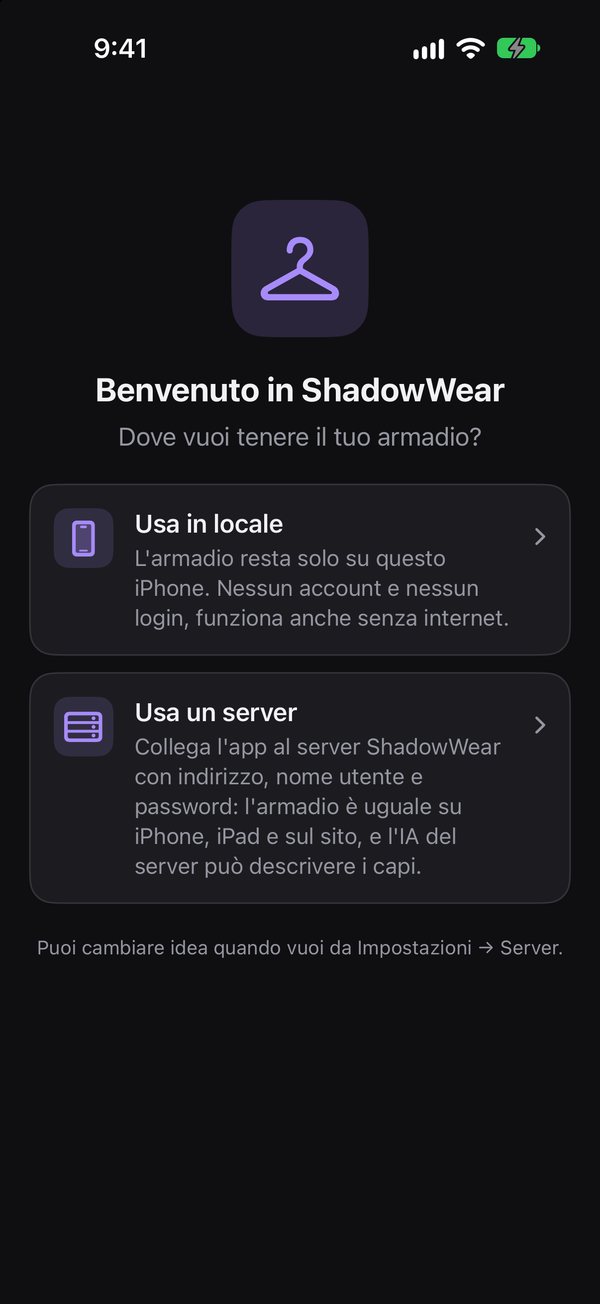 9:41
Benvenuto in ShadowWear
Dove vuoi tenere il tuo armadio?
Usa in locale
L'armadio resta solo su questo
iPhone. Nessun account e nessun
login, funziona anche senza internet.
Usa un server
Collega l'app al server ShadowWear
con indirizzo, nome utente e
password: l'armadio è uguale su
iPhone, iPad e sul sito, e l'IA del
server può descrivere i capi.
Puoi cambiare idea quando vuoi da Impostazioni → Server.